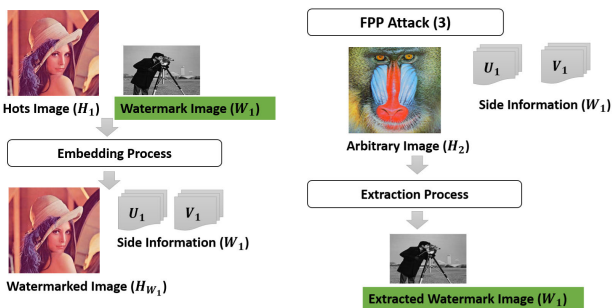 Hots Image (H₁)
Watermark Image (W₁)
Embedding Process
U₁
V₁
Side Information (W₁)
Watermarked Image (H_W₁)
FPP Attack (3)
U₁
V₁
Side Information (W₁)
Arbitrary Image (H₂)
Extraction Process
Extracted Watermark Image (W₁)